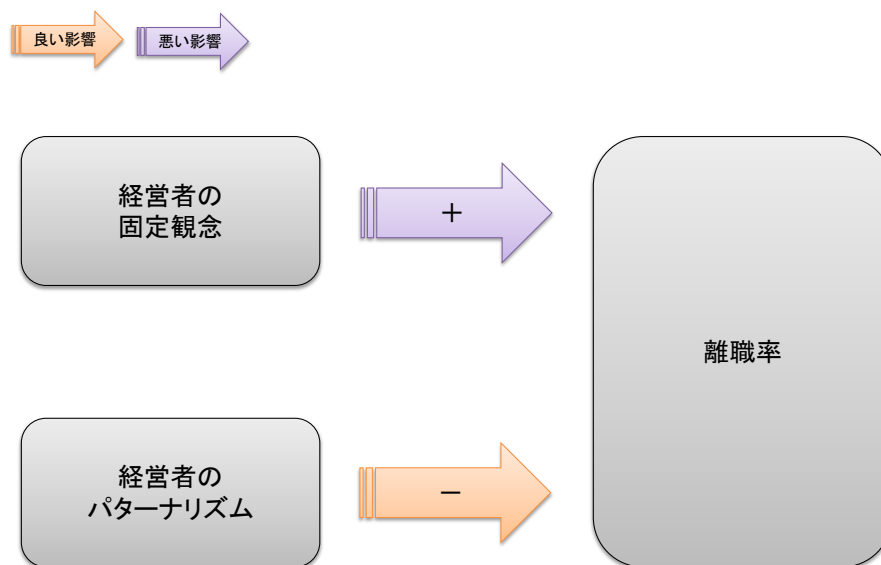 良い影響
悪い影響
経営者の
固定観念
＋
離職率
経営者の
パターナリズム
－